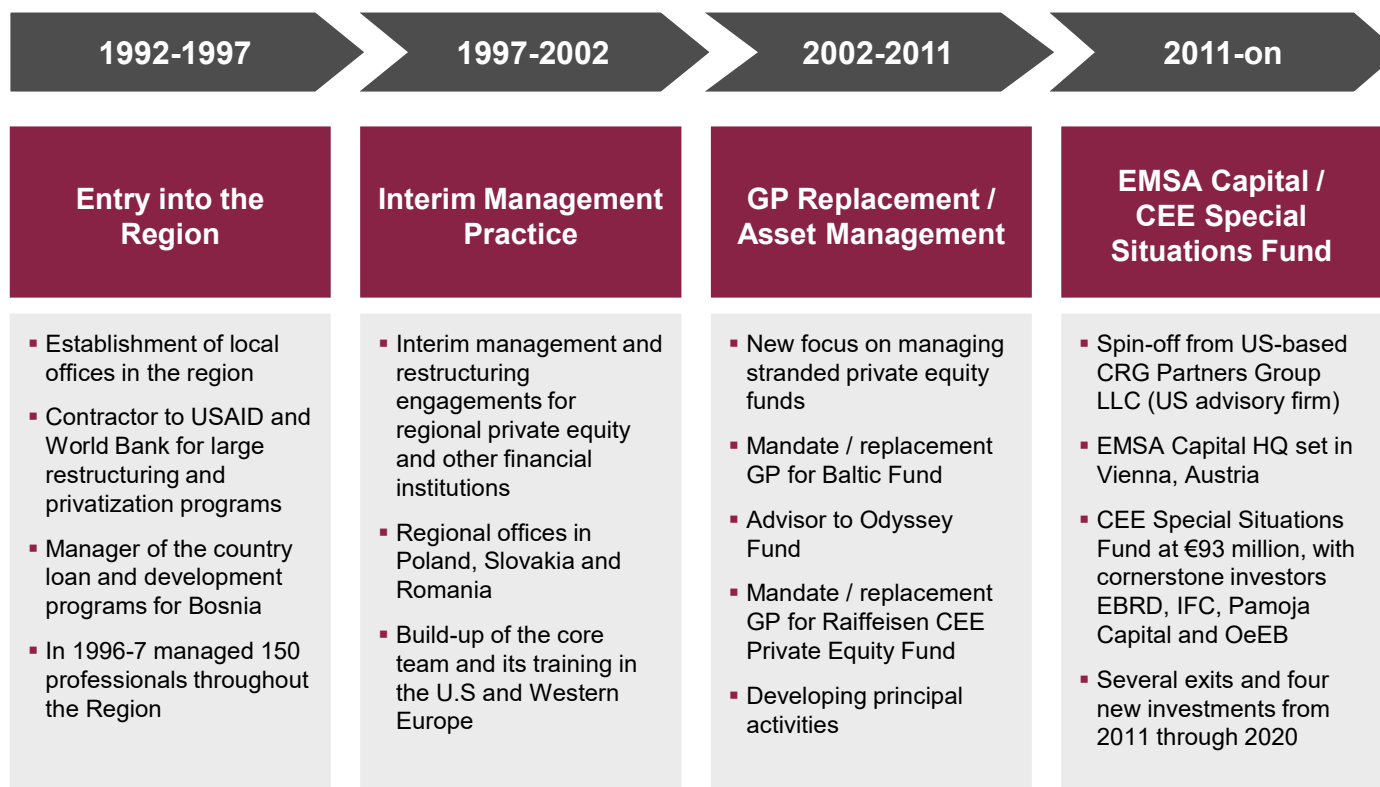 1992-1997
1997-2002
2002-2011
2011-on
Entry into the
Region
Interim Management
Practice
GP Replacement /
Asset Management
EMSA Capital /
CEE Special
Situations Fund
▪ Establishment of local
offices in the region
▪ Contractor to USAID and
World Bank for large
restructuring and
privatization programs
▪ Manager of the country
loan and development
programs for Bosnia
▪ In 1996-7 managed 150
professionals throughout
the Region
▪ Interim management and
restructuring
engagements for
regional private equity
and other financial
institutions
▪ Regional offices in
Poland, Slovakia and
Romania
▪ Build-up of the core
team and its training in
the U.S and Western
Europe
▪ New focus on managing
stranded private equity
funds
▪ Mandate / replacement
GP for Baltic Fund
▪ Advisor to Odyssey
Fund
▪ Mandate / replacement
GP for Raiffeisen CEE
Private Equity Fund
▪ Developing principal
activities
▪ Spin-off from US-based
CRG Partners Group
LLC (US advisory firm)
▪ EMSA Capital HQ set in
Vienna, Austria
▪ CEE Special Situations
Fund at €93 million, with
cornerstone investors
EBRD, IFC, Pamoja
Capital and OeEB
▪ Several exits and four
new investments from
2011 through 2020